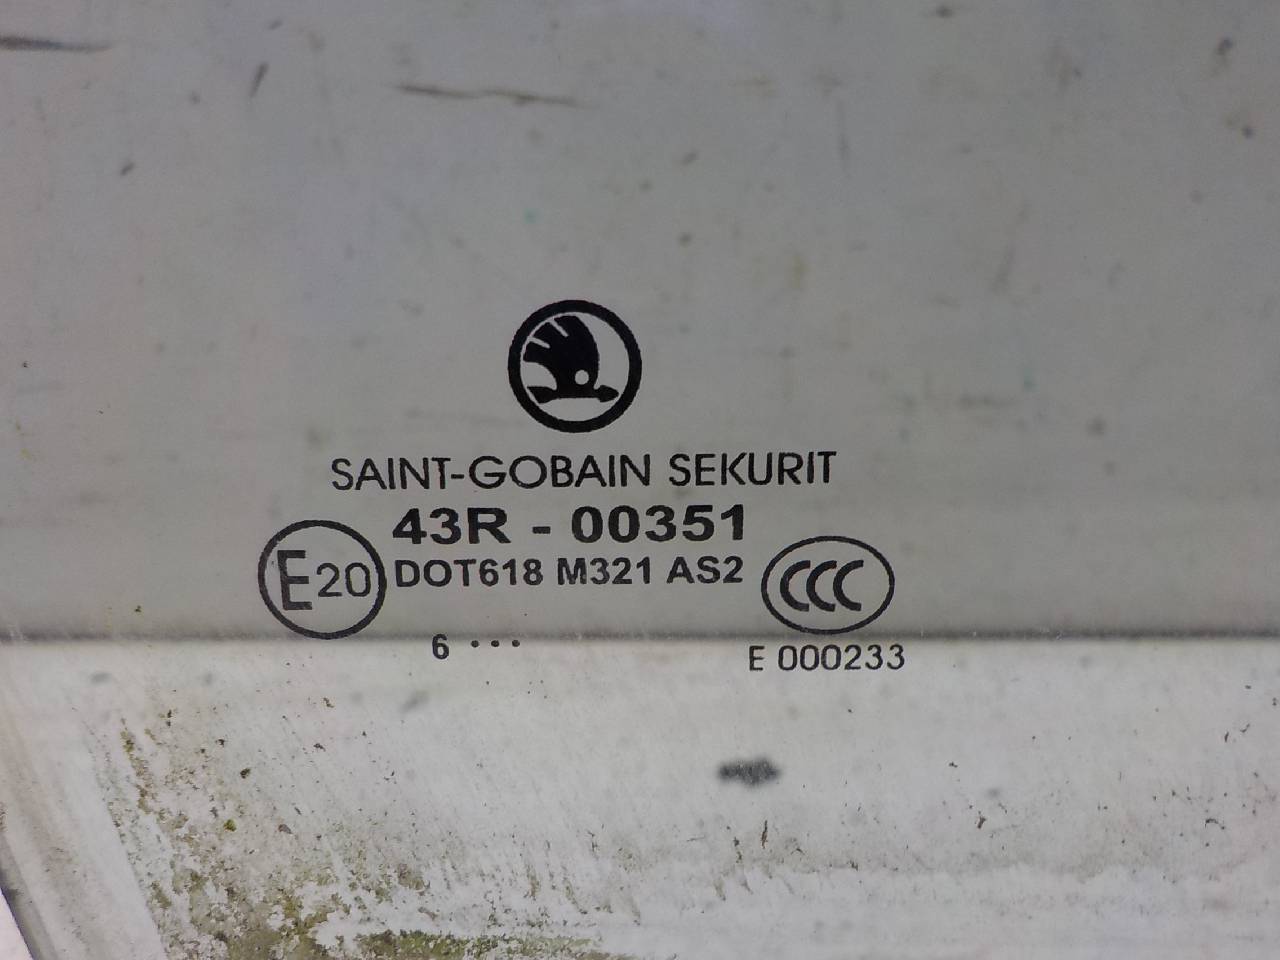 SAINT-GOBAIN SEKURIT
43R - 00351
E20
DOT618 M321 AS2
CCC
6 •••
E 000233